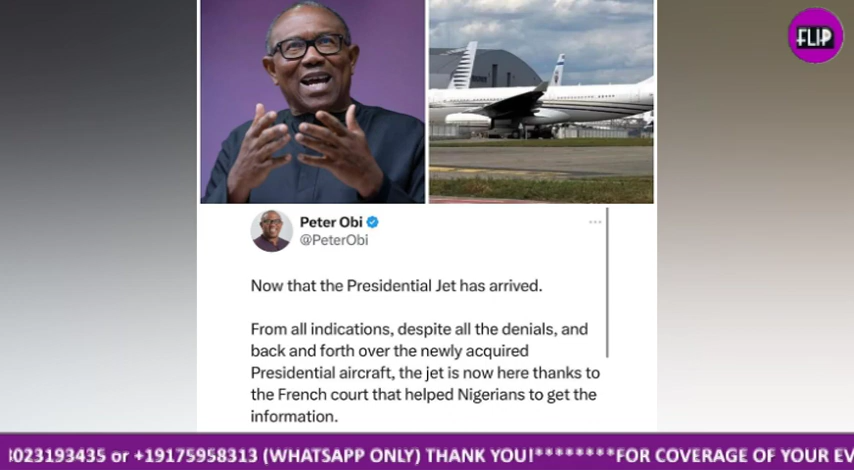 FLIP
Peter Obi
@PeterObi
Now that the Presidential Jet has arrived.
From all indications, despite all the denials, and
back and forth over the newly acquired
Presidential aircraft, the jet is now here thanks to
the French court that helped Nigerians to get the
information.
3023193435 or +19175958313 (WHATSAPP ONLY) THANK YOU!********FOR COVERAGE OF YOUR EV